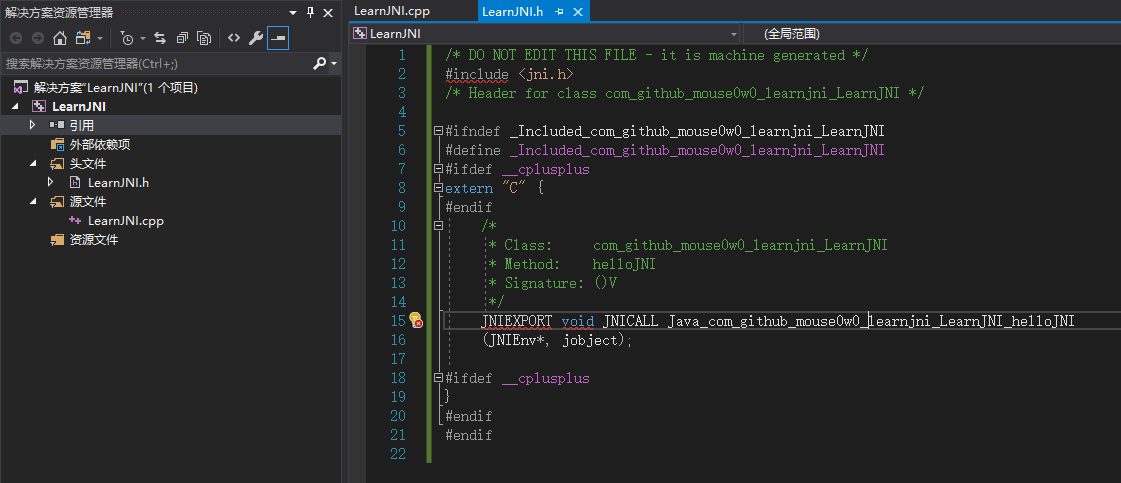 解决方案资源管理器
搜索解决方案资源管理器(Ctrl+;)
解决方案"LearnJNI"(1 个项目)
LearnJNI
引用
外部依赖项
头文件
LearnJNI.h
源文件
LearnJNI.cpp
资源文件
LearnJNI.cpp
LearnJNI.h
LearnJNI
(全局范围)
1 /* DO NOT EDIT THIS FILE - it is machine generated */
2 #include <jni.h>
3 /* Header for class com_github_mouse0w0_learnjni_LearnJNI */
4
5 #ifndef _Included_com_github_mouse0w0_learnjni_LearnJNI
6 #define _Included_com_github_mouse0w0_learnjni_LearnJNI
7 #ifdef __cplusplus
8 extern "C" {
9 #endif
10 /*
11 * Class:     com_github_mouse0w0_learnjni_LearnJNI
12 * Method:    helloJNI
13 * Signature: ()V
14 */
15 JNIEXPORT void JNICALL Java_com_github_mouse0w0_learnjni_LearnJNI_helloJNI
16 (JNIEnv*, jobject);
17
18 #ifdef __cplusplus
19 }
20 #endif
21 #endif
22